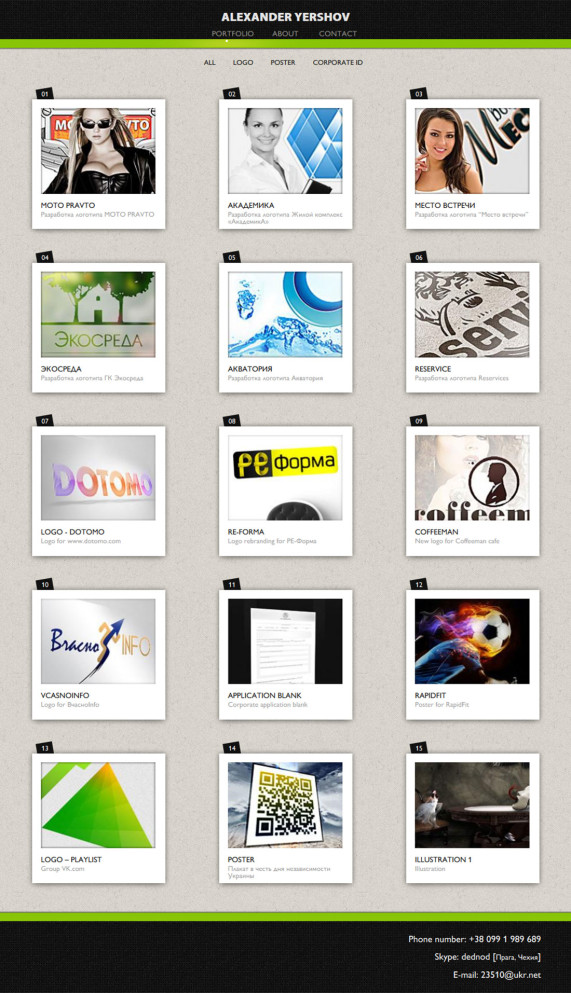 ALEXANDER YERSHOV
PORTFOLIO ABOUT CONTACT
ALL LOGO POSTER CORPORATE ID
01
02
03
MOTO PRAVTO
Разработка логотипа MOTO PRAVTO
АКАДЕМИКА
Разработка логотипа Жилой комплекс
«АкадемикА»
МЕСТО ВСТРЕЧИ
Разработка логотипа "Место встречи"
04
05
06
ЭКОСРЕДА
ЭКОСРЕДА
Разработка логотипа ГК Экосреда
АКВАТОРИЯ
Разработка логотипа Акватория
RESERVICE
Разработка логотипа Reservices
07
08
09
DOTOMO
РЕ форма
coffeem
LOGO - DOTOMO
Logo for www.dotomo.com
RE-FORMA
Logo rebranding for РЕ-Форма
COFFEEMAN
New logo for Coffeeman cafe
10
11
12
Вчасно INFO
VCASNOINFO
Logo for ВчасноInfo
APPLICATION BLANK
Corporate application blank
RAPIDFIT
Poster for RapidFit
13
14
15
LOGO – PLAYLIST
Group VK.com
POSTER
Плакат в честь дня независимости
Украины
ILLUSTRATION 1
Illustration
Phone number: +38 099 1 989 689
Skype: dednod [Прага, Чехия]
E-mail: 23510@ukr.net